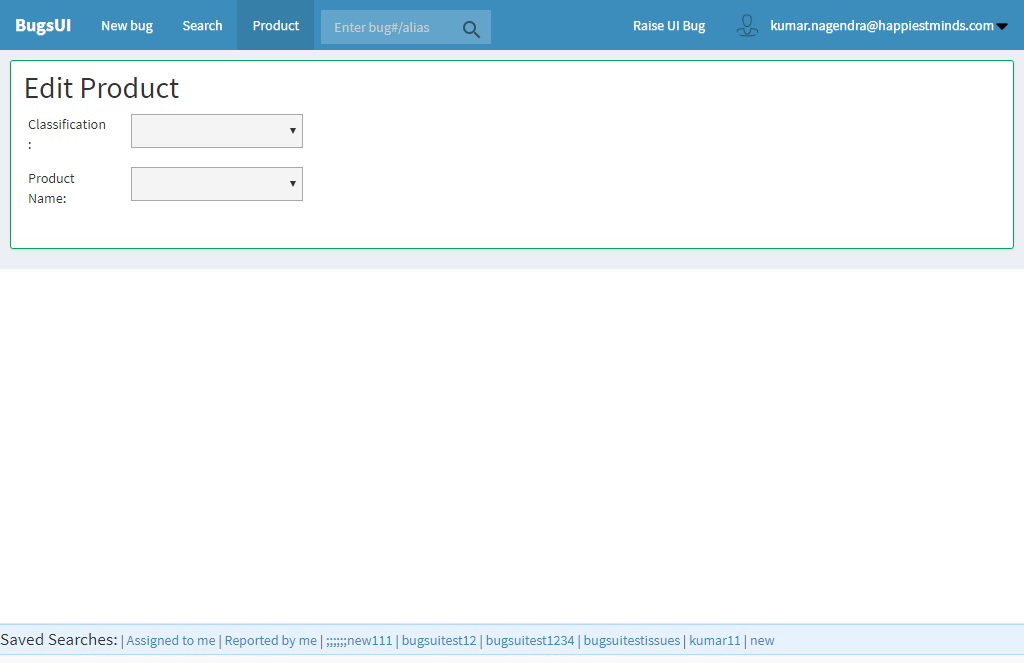 BugsUI New bug Search Product Enter bug#/alias Raise UI Bug kumar.nagendra@happiestminds.com
Edit Product
Classification
:
Product
Name:
Saved Searches: | Assigned to me | Reported by me | ;;;;;;new111 | bugsuitest12 | bugsuitest1234 | bugsuitestissues | kumar11 | new